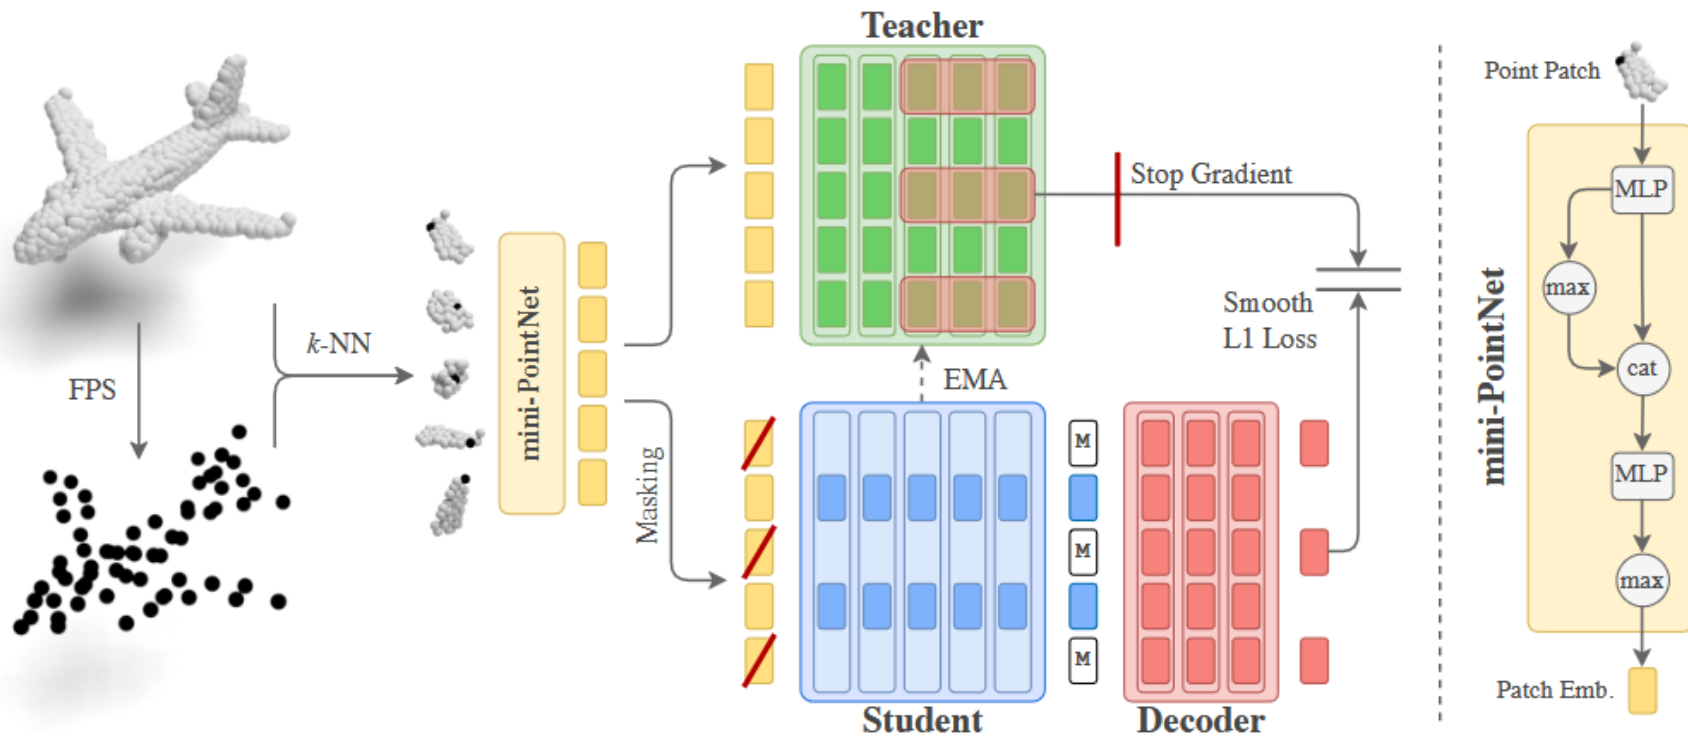 Teacher
Point Patch
MLP
Stop Gradient
max
Smooth
L1 Loss
k-NN
FPS
mini-PointNet
EMA
cat
mini-PointNet
Masking
M
M
M
MLP
max
Patch Emb.
Student
Decoder